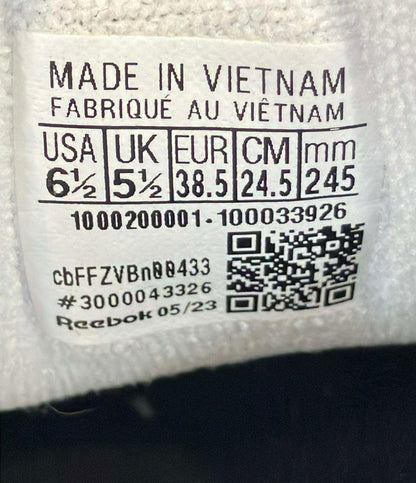 MADE IN VIETNAM
FABRIQUÉ AU VIÊTNAM
USA UK EUR CM mm
6½ 5½ 38.5 24.5 245
1000200001-100033926
cbFFZVBn00433
#3000043326
Reebok 05/23